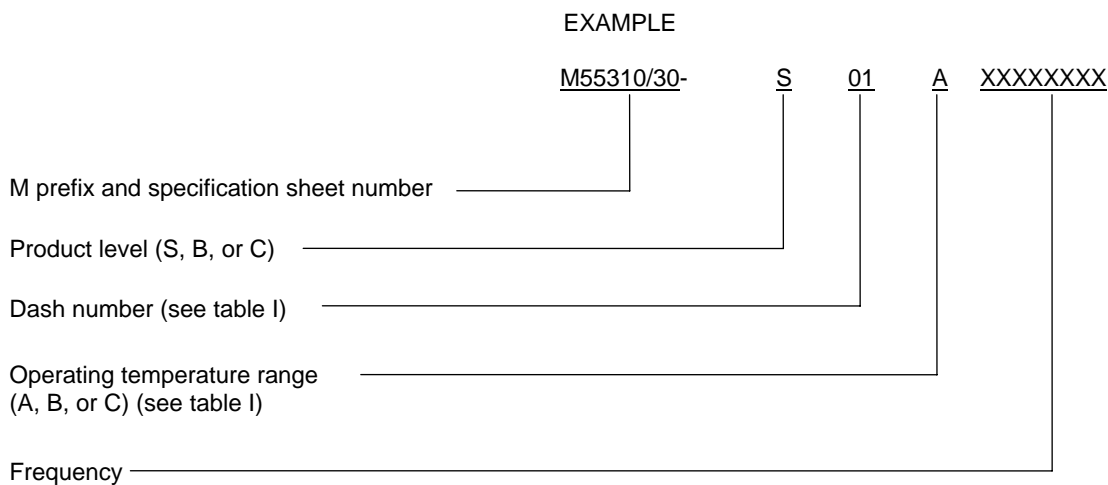 EXAMPLE
M55310/30- S 01 A XXXXXXXX
M prefix and specification sheet number
Product level (S, B, or C)
Dash number (see table I)
Operating temperature range
(A, B, or C) (see table I)
Frequency